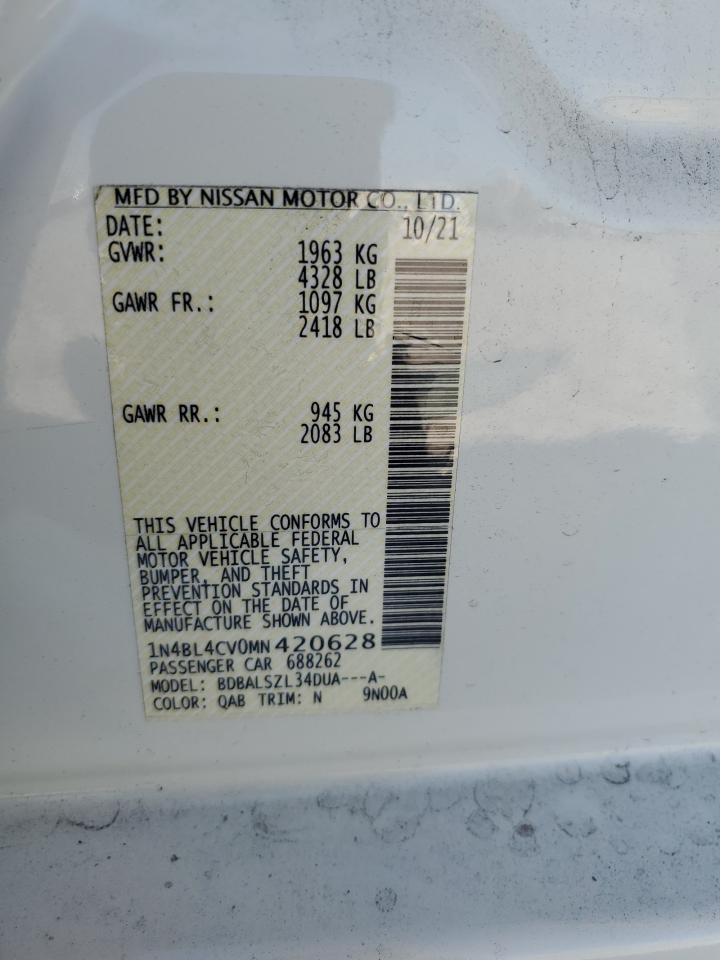 MFD BY NISSAN MOTOR CO., LTD.
DATE: 10/21
GVWR: 1963 KG
4328 LB
GAWR FR.: 1097 KG
2418 LB
GAWR RR.: 945 KG
2083 LB
THIS VEHICLE CONFORMS TO
ALL APPLICABLE FEDERAL
MOTOR VEHICLE SAFETY,
BUMPER, AND THEFT
PREVENTION STANDARDS IN
EFFECT ON THE DATE OF
MANUFACTURE SHOWN ABOVE.
1N4BL4CV0MN420628
PASSENGER CAR 688262
MODEL: BDBALSZL34DUA---A-
COLOR: QAB TRIM: N 9N00A